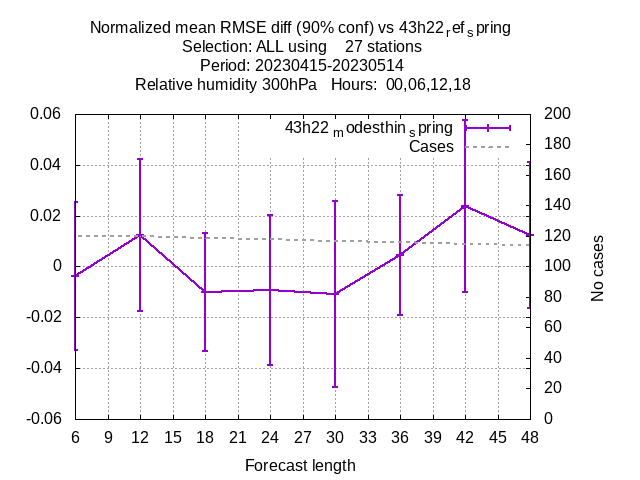 Normalized mean RMSE diff (90% conf) vs 43h22refspring
Selection: ALL using 27 stations
Period: 20230415-20230514
Relative humidity 300hPa Hours: 00,06,12,18
43h22modesthinspring
Cases
0.06
0.04
0.02
0
-0.02
-0.04
-0.06
200
180
160
140
120
100
80
60
40
20
0
No cases
6 9 12 15 18 21 24 27 30 33 36 39 42 45 48
Forecast length